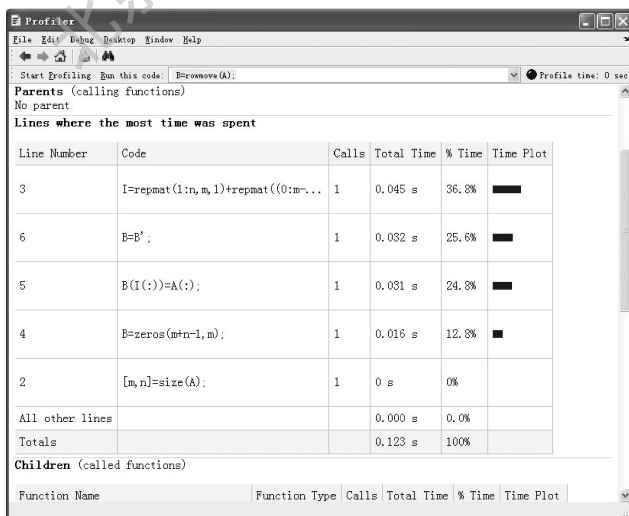 Profiler
File Edit Debug Desktop Window Help
Start Profiling Run this code: B=rowmove(A); Profile time: 0 sec
Parents (calling functions)
No parent
Lines where the most time was spent
Line Number Code Calls Total Time % Time Time Plot
3 I=repmat(1:n,m,1)+repmat((0:m-... 1 0.045 s 36.8%
6 B=B'; 1 0.032 s 25.6%
5 B(I(:))=A(:); 1 0.031 s 24.8%
4 B=zeros(m+n-1,m); 1 0.016 s 12.8%
2 [m,n]=size(A); 1 0 s 0%
All other lines 0.000 s 0.0%
Totals 0.123 s 100%
Children (called functions)
Function Name Function Type Calls Total Time % Time Time Plot